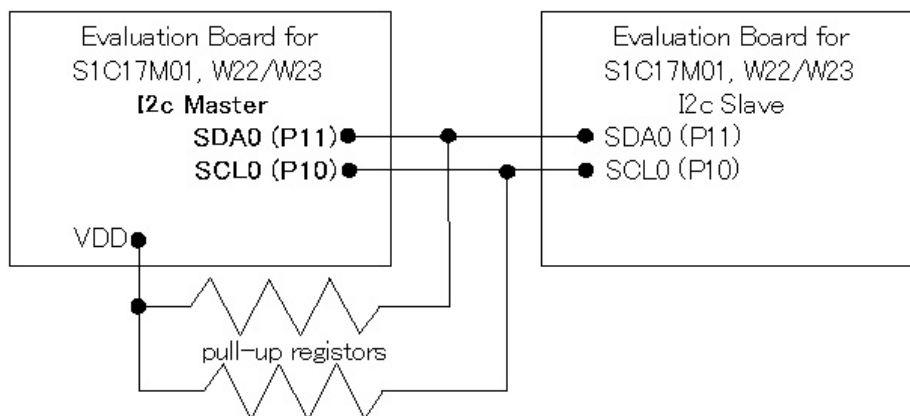 Evaluation Board for
S1C17M01, W22/W23
I2c Master
SDA0 (P11)
SCL0 (P10)
VDD
Evaluation Board for
S1C17M01, W22/W23
I2c Slave
SDA0 (P11)
SCL0 (P10)
pull-up registors